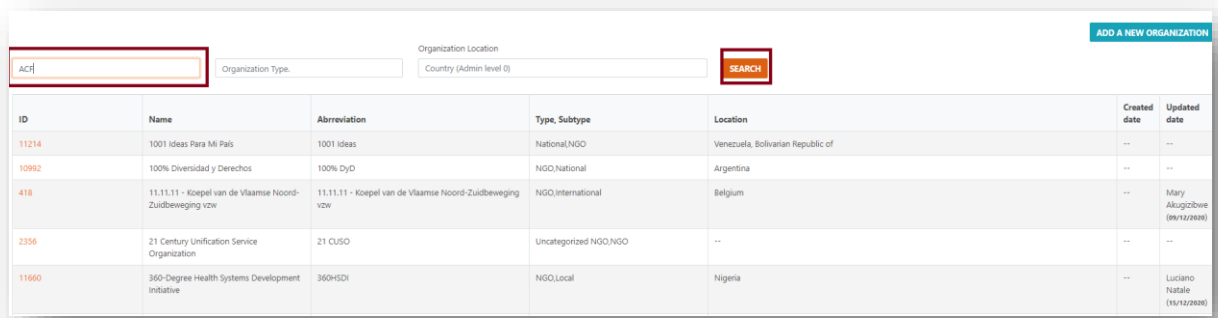 ADD A NEW ORGANIZATION
Organization Location
ACF
Organization Type.
Country (Admin level 0)
SEARCH
ID Name Abrreviation Type, Subtype Location Created date Updated date
11214 1001 Ideas Para Mi País 1001 Ideas National,NGO Venezuela, Bolivarian Republic of -- --
10992 100% Diversidad y Derechos 100% DyD NGO,National Argentina -- --
418 11.11.11 - Koepel van de Vlaamse Noord- 11.11.11 - Koepel van de Vlaamse Noord-Zuidbeweging NGO,International Belgium -- Mary
Zuidbeweging vzw vzw Akugizibwe
(09/12/2020)
2356 21 Century Unification Service 21 CUSO Uncategorized NGO,NGO -- -- --
Organization
11660 360-Degree Health Systems Development 360HSDI NGO,Local Nigeria -- Luciano
Initiative Natale
(15/12/2020)